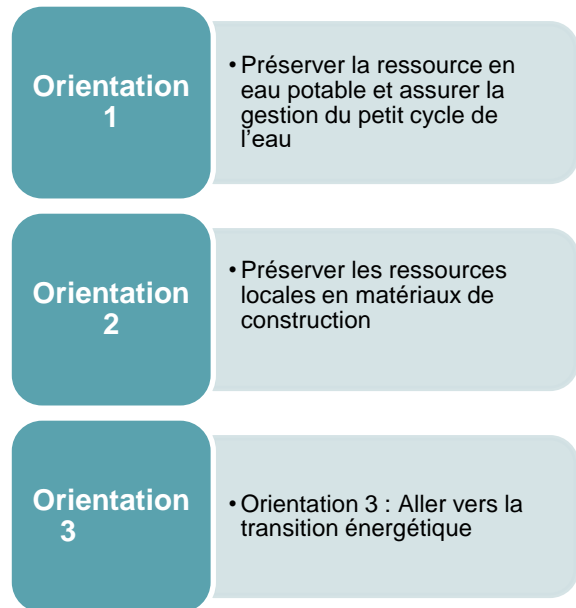 Orientation
1
• Préserver la ressource en
eau potable et assurer la
gestion du petit cycle de
l’eau
Orientation
2
• Préserver les ressources
locales en matériaux de
construction
Orientation
3
• Orientation 3 : Aller vers la
transition énergétique